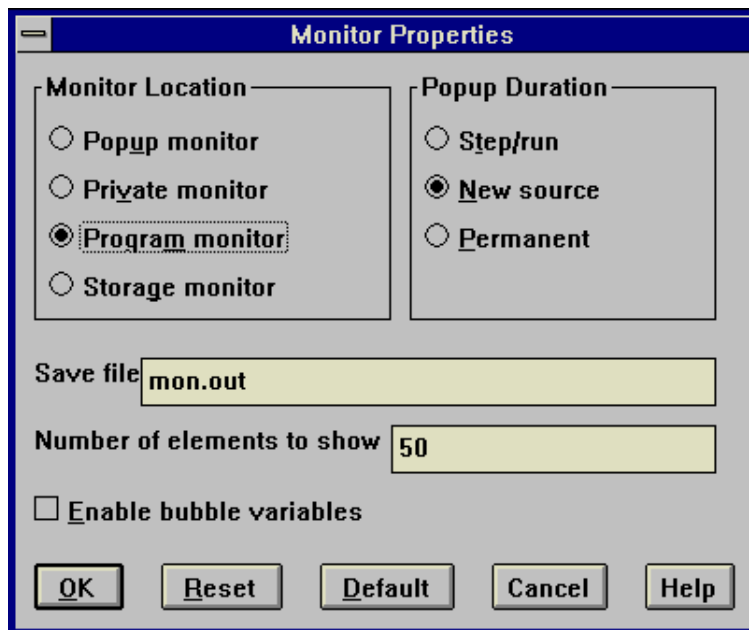 Monitor Properties
Monitor Location
Popup monitor
Private monitor
Program monitor
Storage monitor
Popup Duration
Step/run
New source
Permanent
Save file mon.out
Number of elements to show 50
Enable bubble variables
OK Reset Default Cancel Help